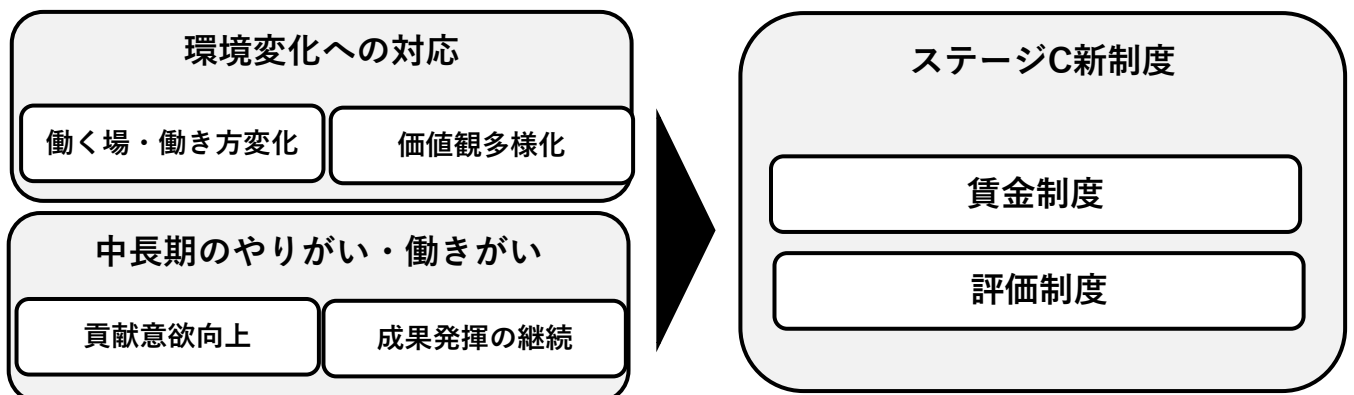 環境変化への対応
働く場・働き方変化
価値観多様化
中長期のやりがい・働きがい
貢献意欲向上
成果発揮の継続
ステージC新制度
賃金制度
評価制度